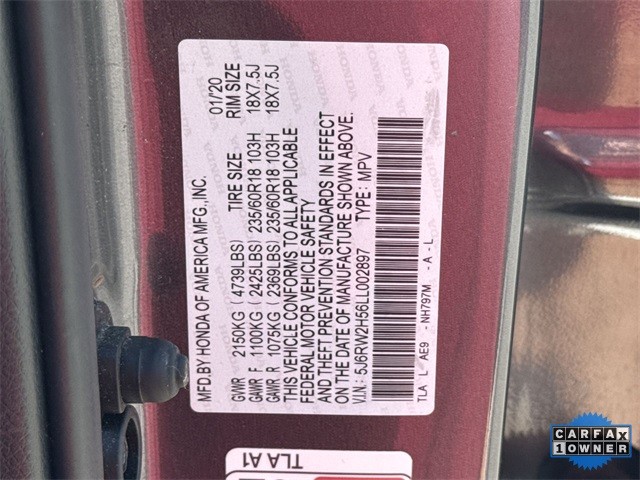 MFD.BY HONDA OF AMERICA MFG.,INC. 01/'20
GVWR 2150KG (4739LBS) TIRE SIZE RIM SIZE
GAWR F 1100KG (2425LBS) 235/60R18 103H 18X7.5J
GAWR R 1075KG (2369LBS) 235/60R18 103H 18X7.5J
THIS VEHICLE CONFORMS TO ALL APPLICABLE
FEDERAL MOTOR VEHICLE SAFETY
AND THEFT PREVENTION STANDARDS IN EFFECT
ON THE DATE OF MANUFACTURE SHOWN ABOVE.
V.I.N.: 5J6RW2H56LL002897 TYPE: MPV
TLA L AE9 -NH797M -A-L
TLA A1
CARFAX
1 OWNER